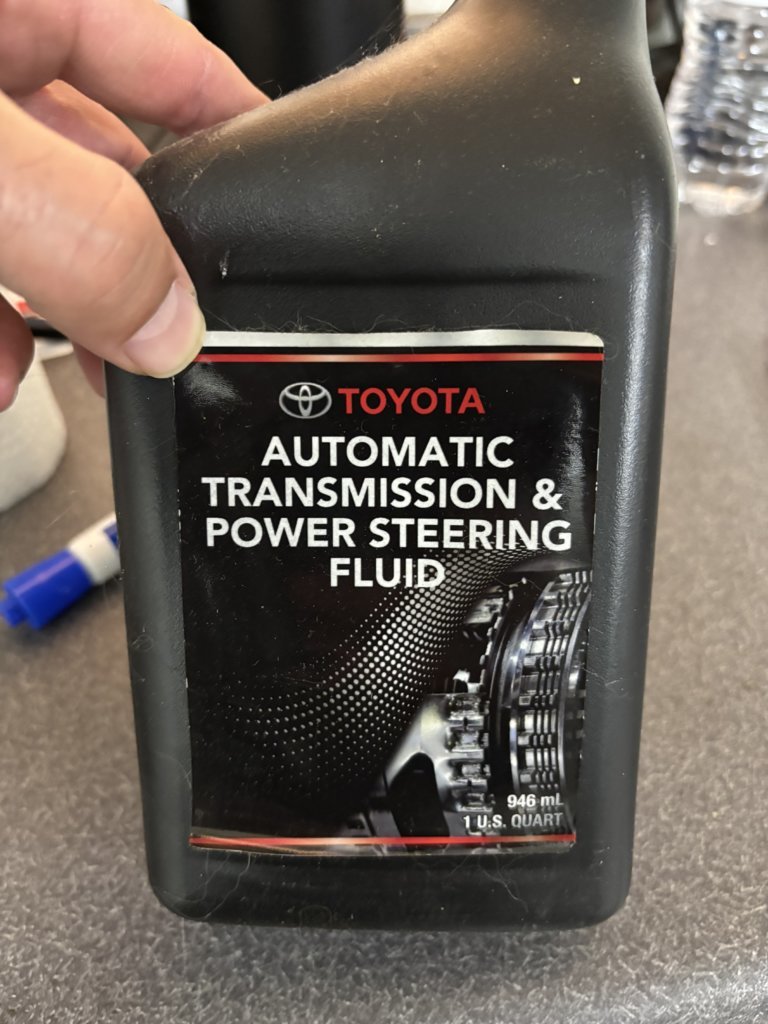 TOYOTA
AUTOMATIC
TRANSMISSION &
POWER STEERING
FLUID
946 mL
1 U.S. QUART